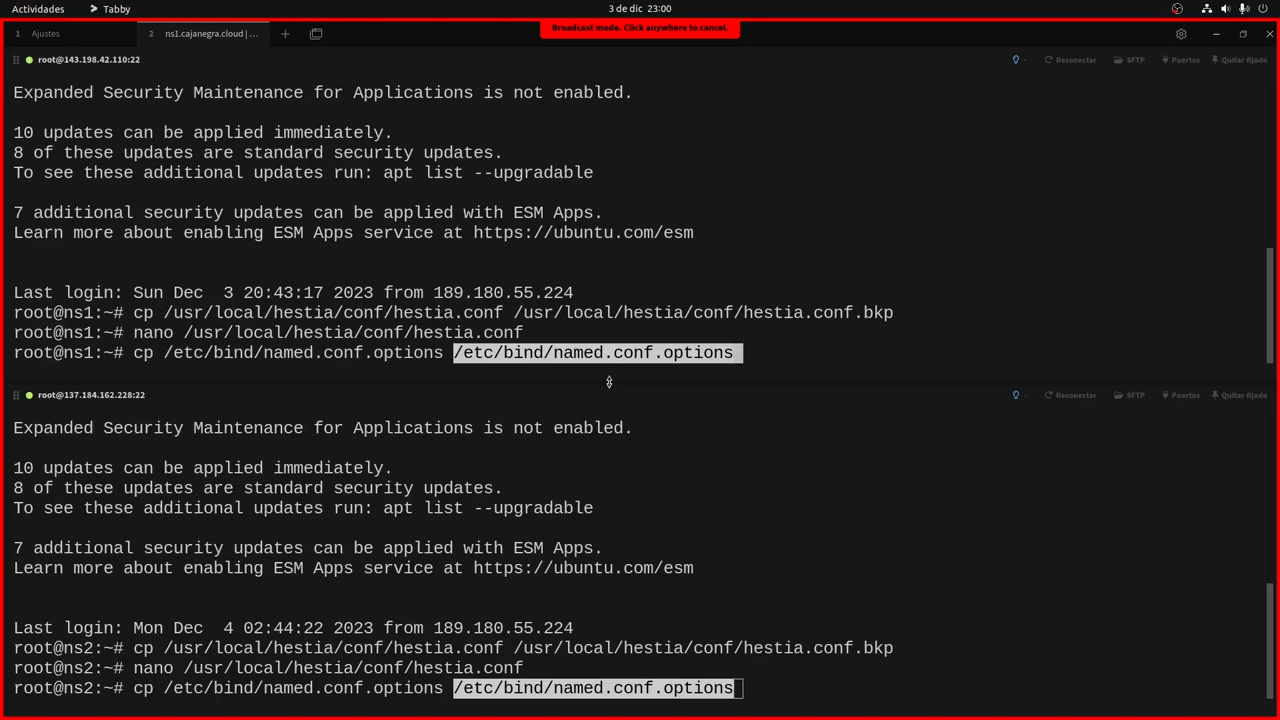 Actividades Tabby 3 de dic 23:00
Broadcast mode. Click anywhere to cancel.
1 Ajustes 2 ns1.cajanegra.cloud | ...
root@143.198.42.110:22 Reconectar SFTP Puertos Quitar fijado
Expanded Security Maintenance for Applications is not enabled.
10 updates can be applied immediately.
8 of these updates are standard security updates.
To see these additional updates run: apt list --upgradable
7 additional security updates can be applied with ESM Apps.
Learn more about enabling ESM Apps service at https://ubuntu.com/esm
Last login: Sun Dec  3 20:43:17 2023 from 189.180.55.224
root@ns1:~# cp /usr/local/hestia/conf/hestia.conf /usr/local/hestia/conf/hestia.conf.bkp
root@ns1:~# nano /usr/local/hestia/conf/hestia.conf
root@ns1:~# cp /etc/bind/named.conf.options /etc/bind/named.conf.options
root@137.184.162.228:22 Reconectar SFTP Puertos Quitar fijado
Expanded Security Maintenance for Applications is not enabled.
10 updates can be applied immediately.
8 of these updates are standard security updates.
To see these additional updates run: apt list --upgradable
7 additional security updates can be applied with ESM Apps.
Learn more about enabling ESM Apps service at https://ubuntu.com/esm
Last login: Mon Dec  4 02:44:22 2023 from 189.180.55.224
root@ns2:~# cp /usr/local/hestia/conf/hestia.conf /usr/local/hestia/conf/hestia.conf.bkp
root@ns2:~# nano /usr/local/hestia/conf/hestia.conf
root@ns2:~# cp /etc/bind/named.conf.options /etc/bind/named.conf.options